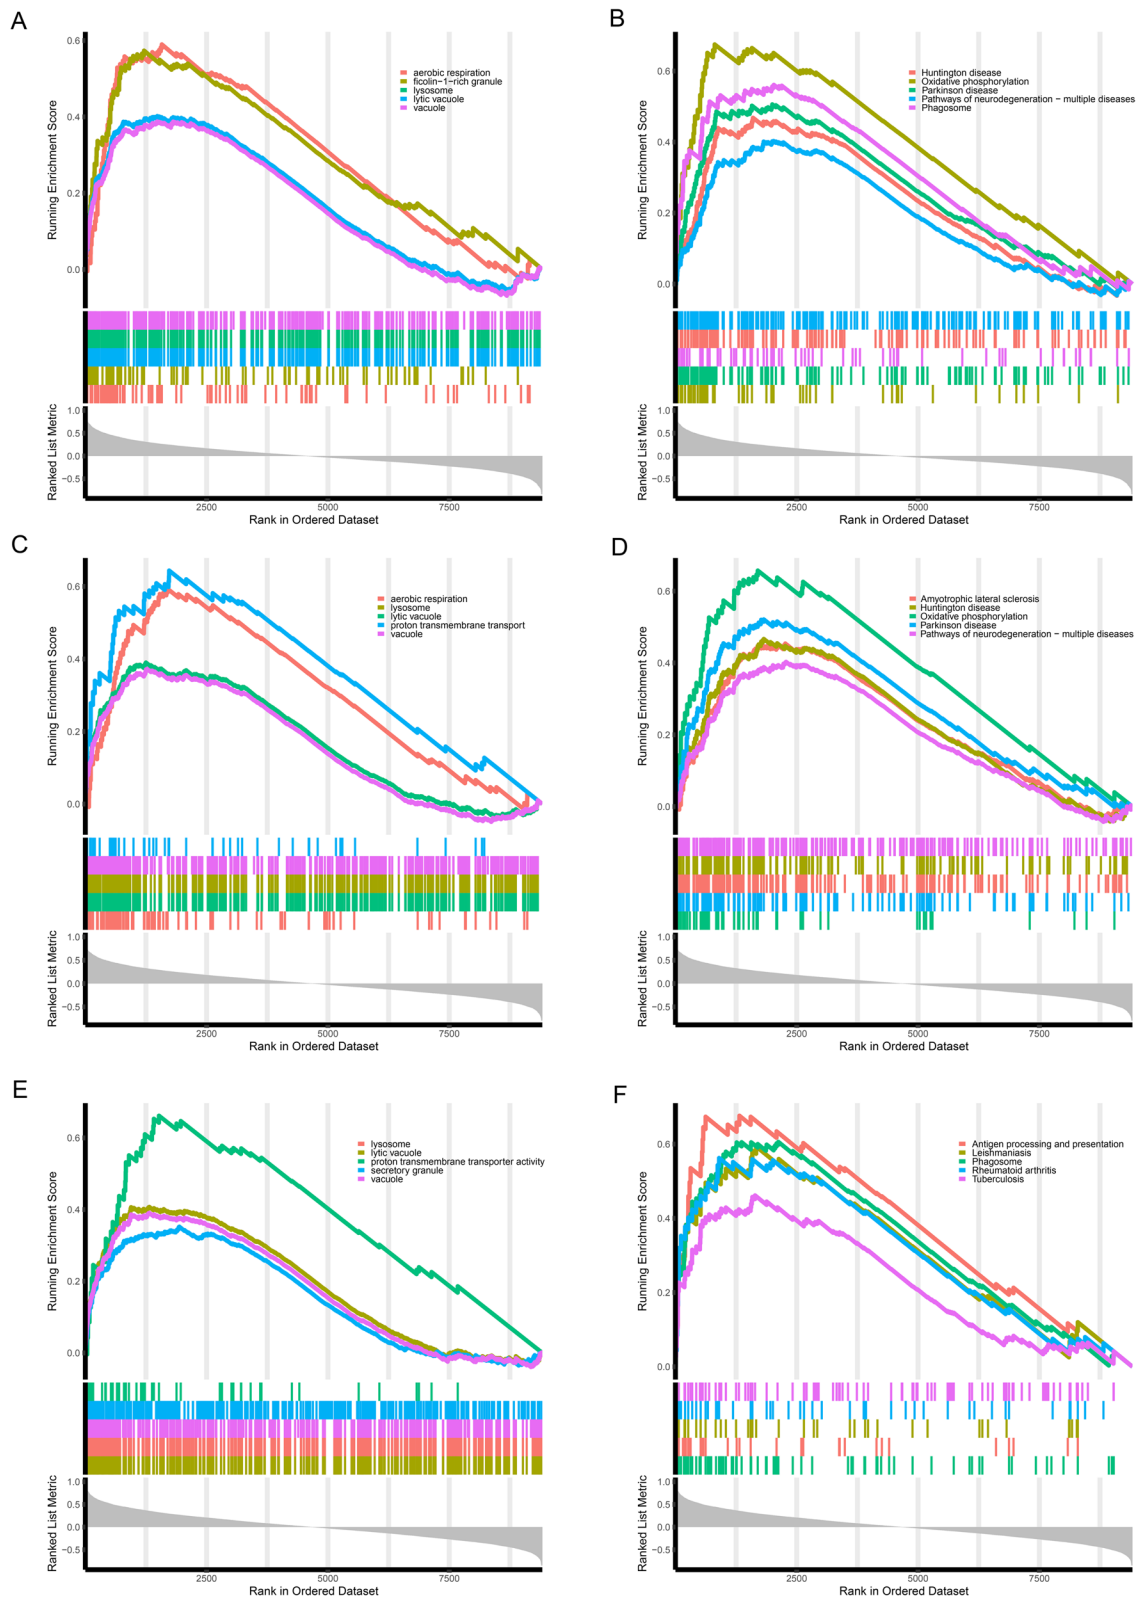 A
Running Enrichment Score
0.6
0.4
0.2
0.0
aerobic respiration
ficolin−1−rich granule
lysosome
lytic vacuole
vacuole
Ranked List Metric
1.0
0.5
0.0
−0.5
2500
5000
7500
Rank in Ordered Dataset
B
Running Enrichment Score
0.6
0.4
0.2
0.0
Huntington disease
Oxidative phosphorylation
Parkinson disease
Pathways of neurodegeneration − multiple diseases
Phagosome
Ranked List Metric
1.0
0.5
0.0
−0.5
2500
5000
7500
Rank in Ordered Dataset
C
Running Enrichment Score
0.6
0.4
0.2
0.0
aerobic respiration
lysosome
lytic vacuole
proton transmembrane transport
vacuole
Ranked List Metric
1.0
0.5
0.0
−0.5
2500
5000
7500
Rank in Ordered Dataset
D
Running Enrichment Score
0.6
0.4
0.2
0.0
Amyotrophic lateral sclerosis
Huntington disease
Oxidative phosphorylation
Parkinson disease
Pathways of neurodegeneration − multiple diseases
Ranked List Metric
1.0
0.5
0.0
−0.5
2500
5000
7500
Rank in Ordered Dataset
E
Running Enrichment Score
0.6
0.4
0.2
0.0
lysosome
lytic vacuole
proton transmembrane transporter activity
secretory granule
vacuole
Ranked List Metric
1.0
0.5
0.0
−0.5
2500
5000
7500
Rank in Ordered Dataset
F
Running Enrichment Score
0.6
0.4
0.2
0.0
Antigen processing and presentation
Leishmaniasis
Phagosome
Rheumatoid arthritis
Tuberculosis
Ranked List Metric
1.0
0.5
0.0
−0.5
2500
5000
7500
Rank in Ordered Dataset